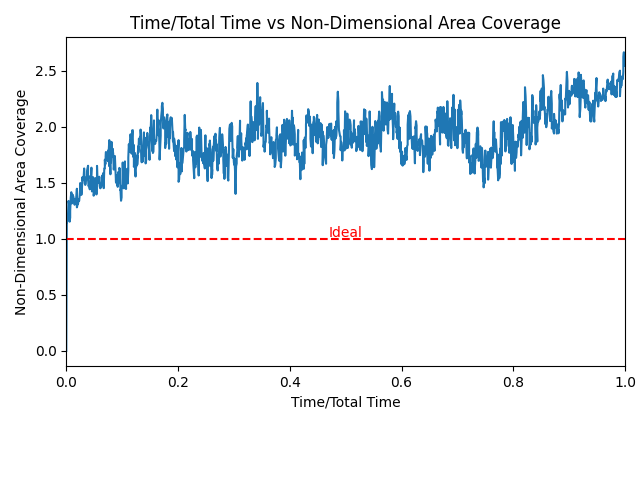 Time/Total Time vs Non-Dimensional Area Coverage
Non-Dimensional Area Coverage
2.5
2.0
1.5
1.0
0.5
0.0
Ideal
0.0 0.2 0.4 0.6 0.8 1.0
Time/Total Time